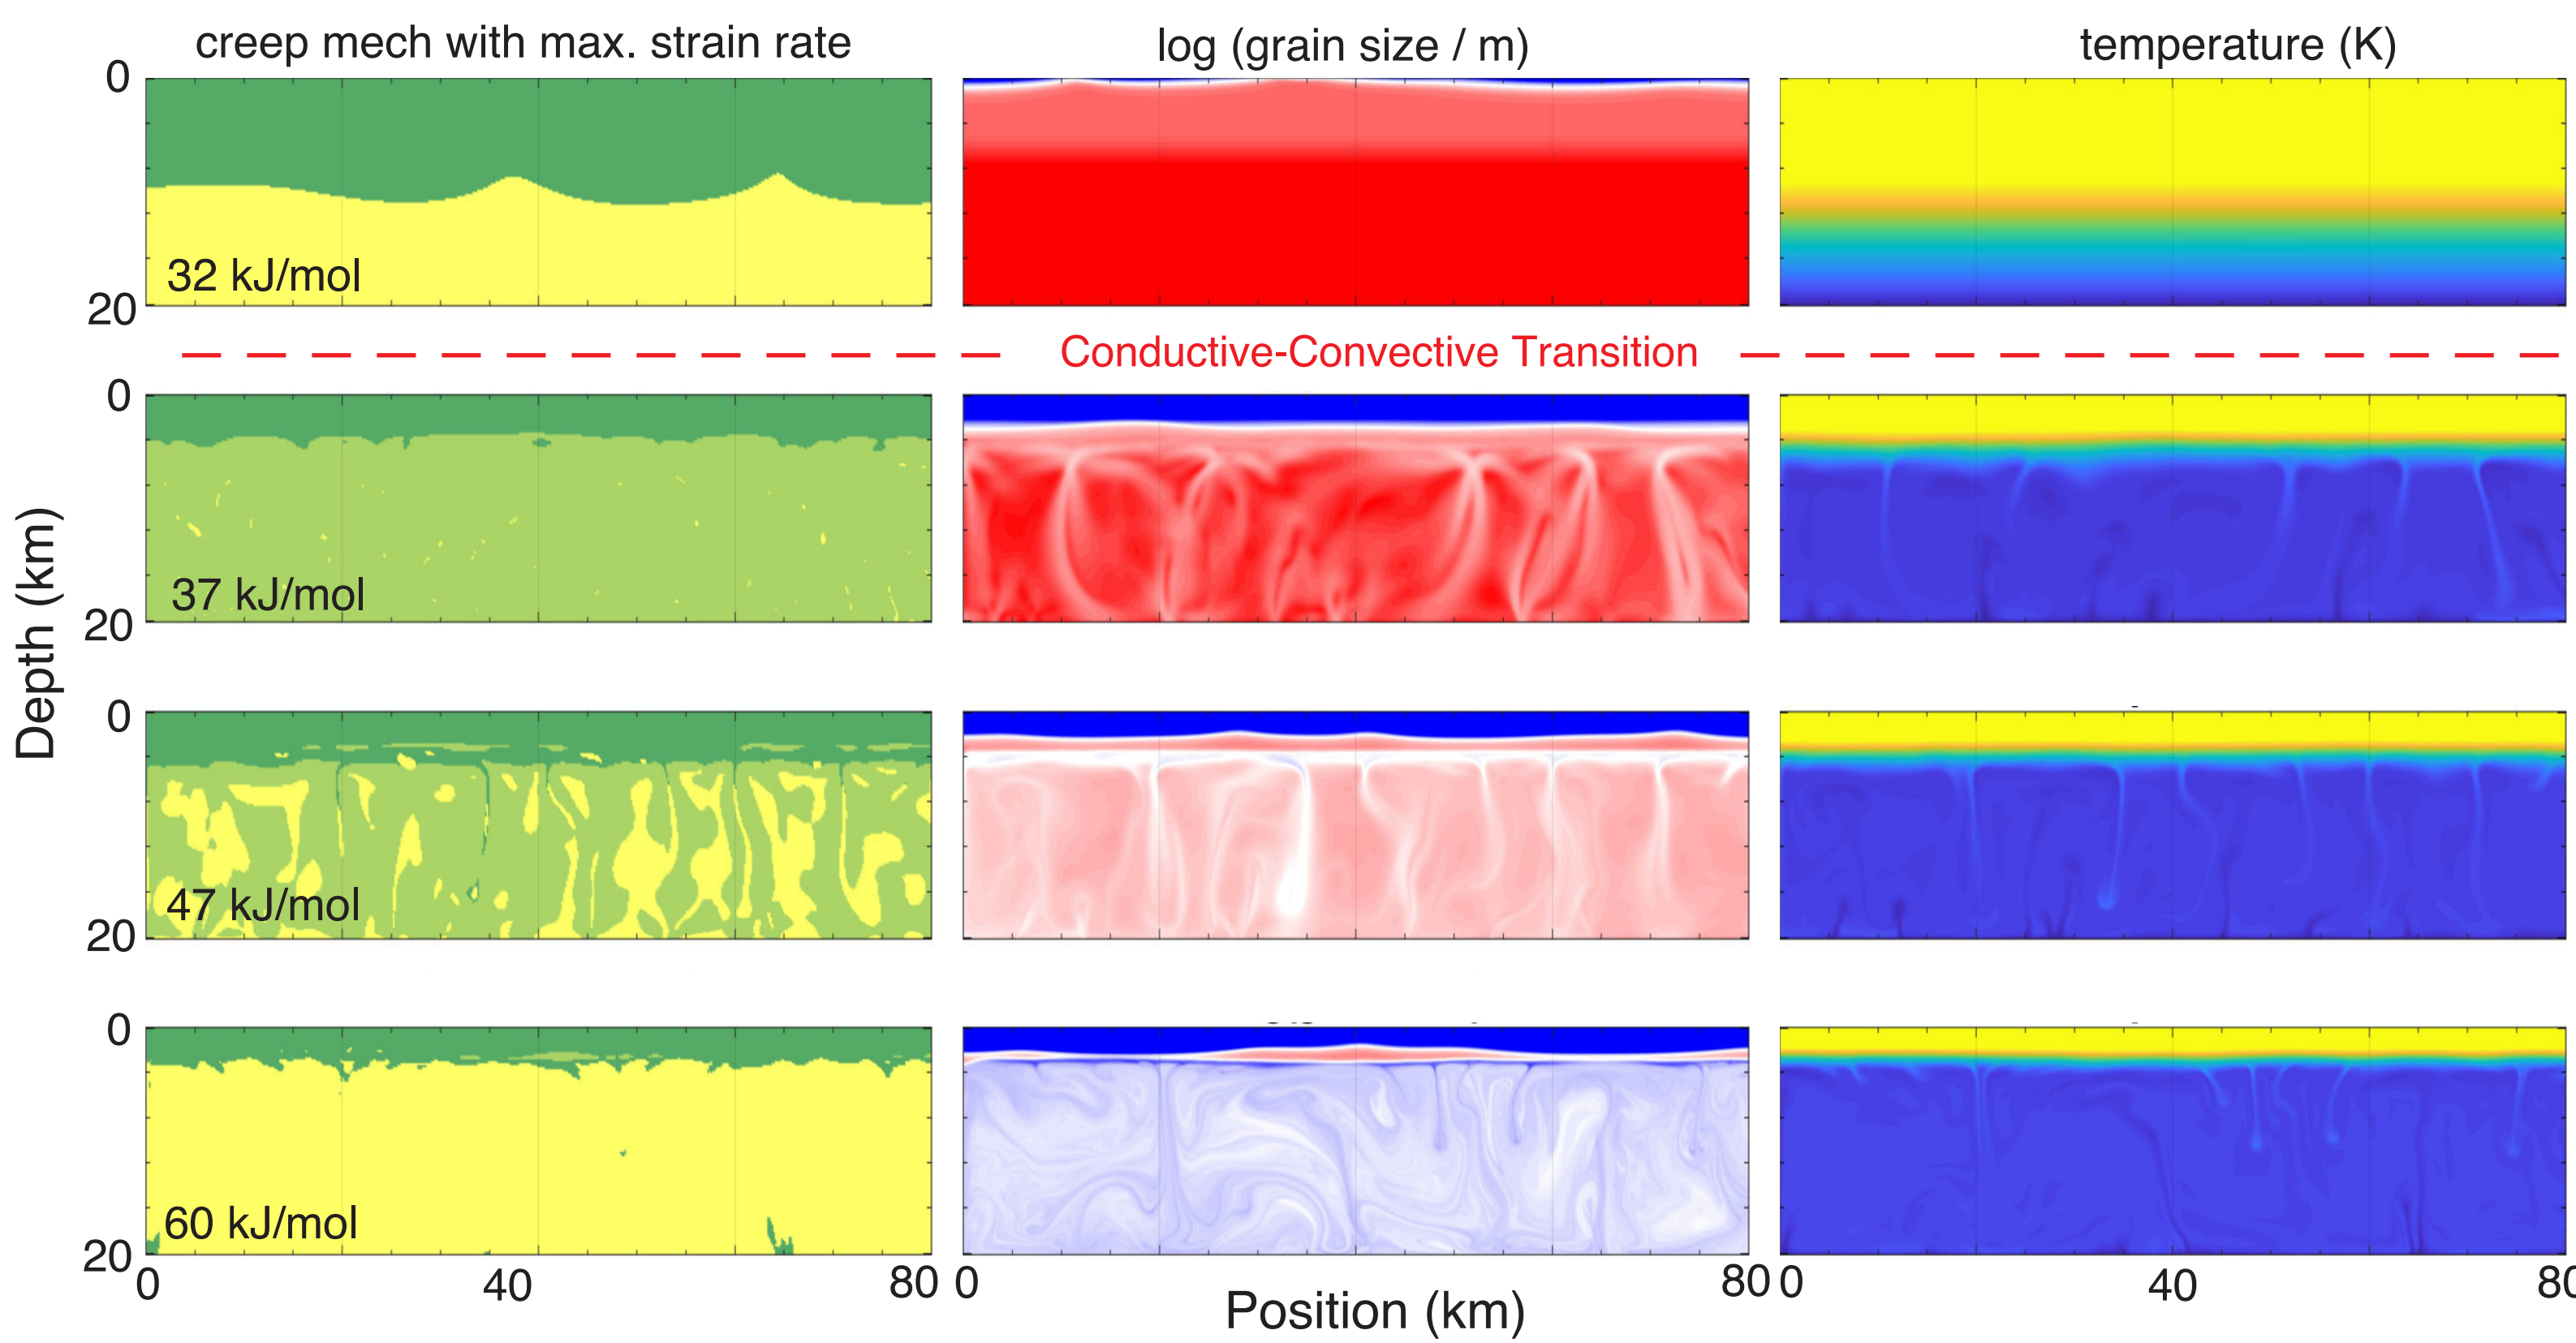 creep mech with max. strain rate
log (grain size / m)
temperature (K)
0
32 kJ/mol
20
Conductive-Convective Transition
0
37 kJ/mol
20
Depth (km)
0
47 kJ/mol
20
0
60 kJ/mol
20
0
40
80
0
80
0
40
Position (km)